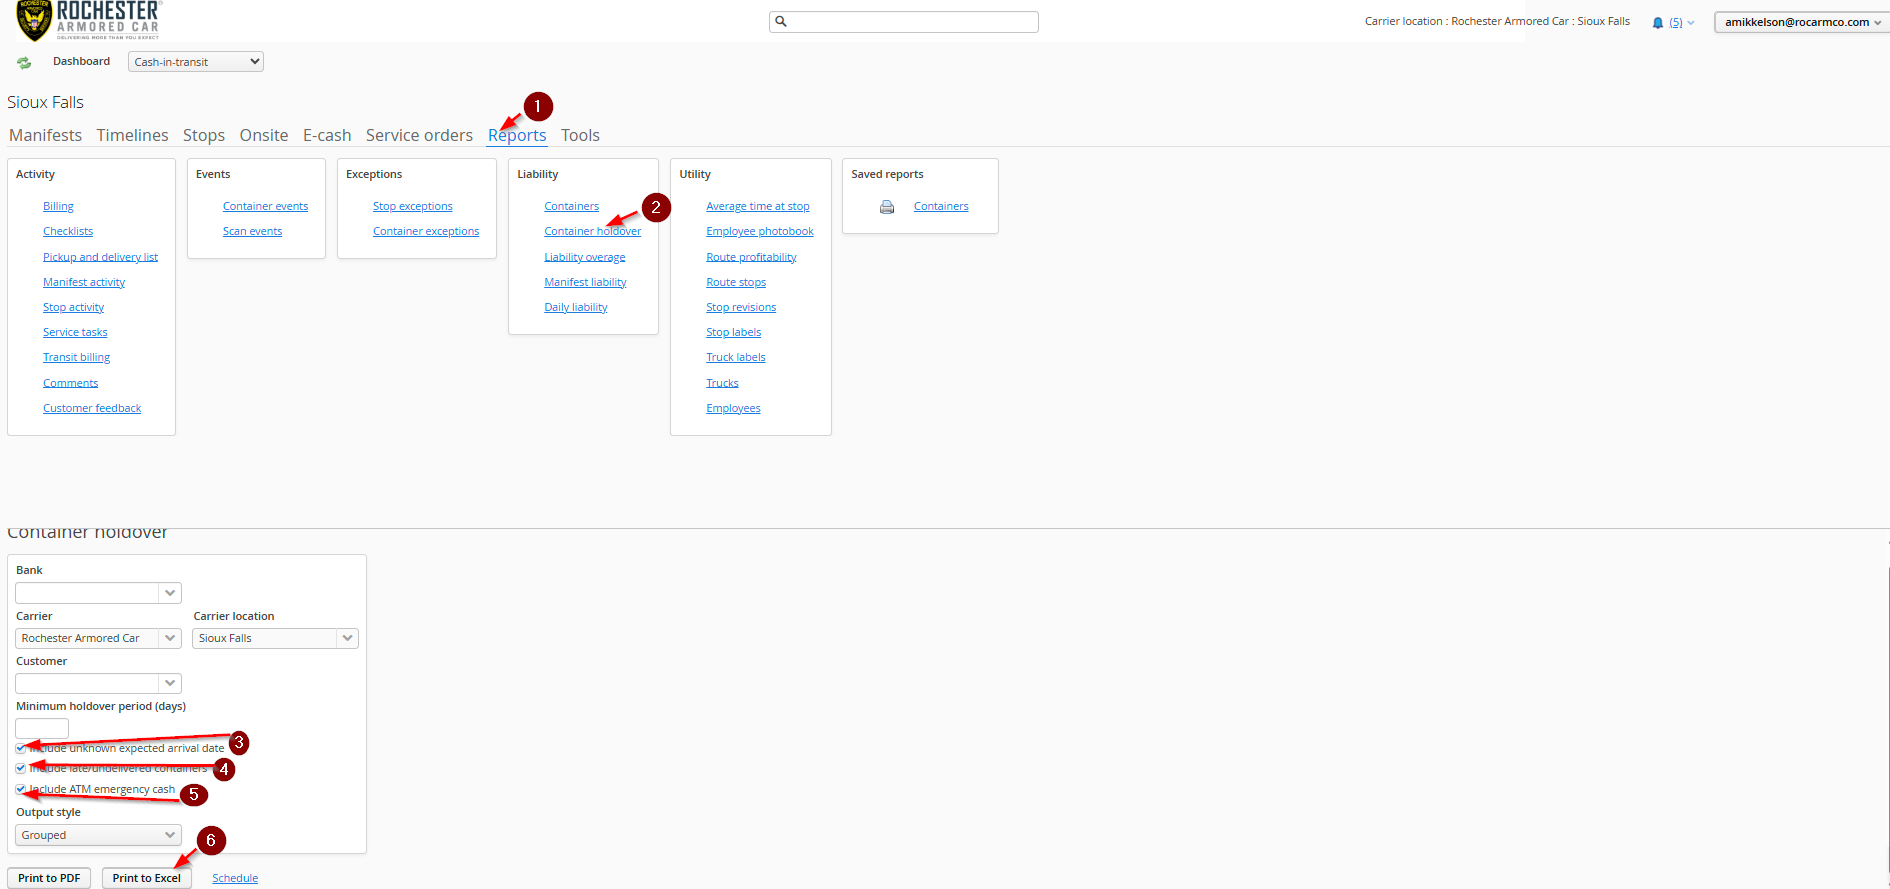 ROCHESTER
ARMORED CAR
DELIVERING MORE THAN YOU EXPECT
Carrier location : Rochester Armored Car : Sioux Falls
(5)
amikkelson@rocarmco.com
Dashboard
Cash-in-transit
Sioux Falls
1
Manifests Timelines Stops Onsite E-cash Service orders Reports Tools
Activity
Billing
Checklists
Pickup and delivery list
Manifest activity
Stop activity
Service tasks
Transit billing
Comments
Customer feedback
Events
Container events
Scan events
Exceptions
Stop exceptions
Container exceptions
Liability
Containers
2
Container holdover
Liability overage
Manifest liability
Daily liability
Utility
Average time at stop
Employee photobook
Route profitability
Route stops
Stop revisions
Stop labels
Truck labels
Trucks
Employees
Saved reports
Containers
Container holdover
Bank
Carrier Carrier location
Rochester Armored Car Sioux Falls
Customer
Minimum holdover period (days)
Include unknown expected arrival date 3
Include late/undelivered containers 4
Include ATM emergency cash 5
Output style
Grouped
6
Print to PDF Print to Excel Schedule